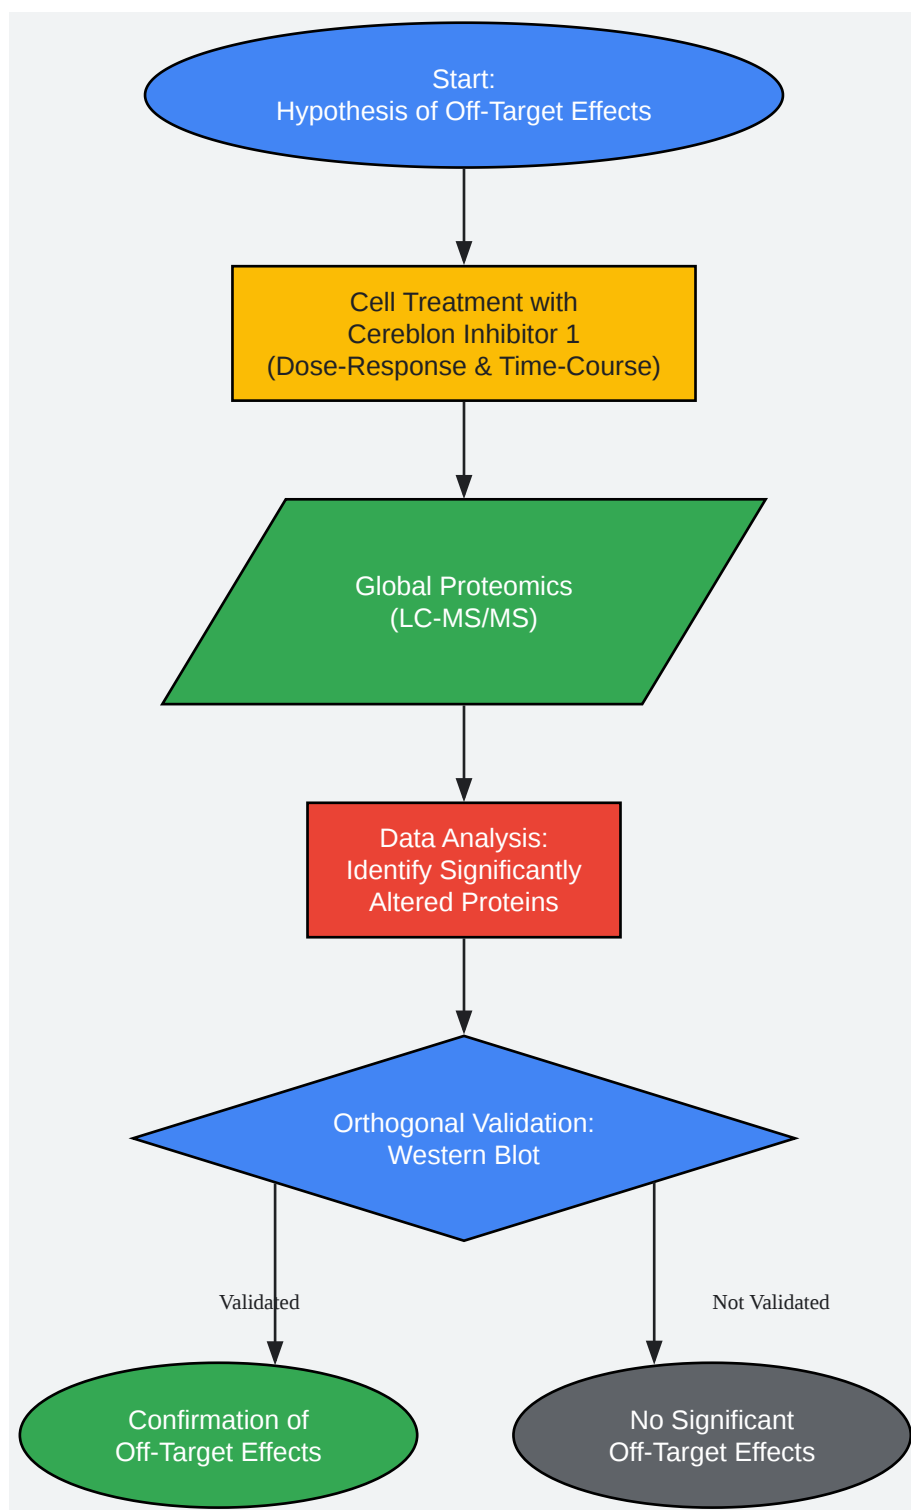 Start:
Hypothesis of Off-Target Effects
Cell Treatment with
Cereblon Inhibitor 1
(Dose-Response & Time-Course)
Global Proteomics
(LC-MS/MS)
Data Analysis:
Identify Significantly
Altered Proteins
Orthogonal Validation:
Western Blot
Validated
Not Validated
Confirmation of
Off-Target Effects
No Significant
Off-Target Effects